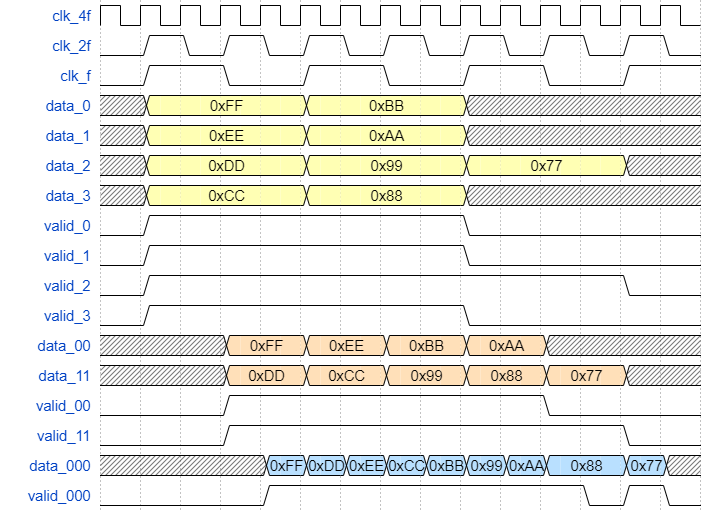 clk_4f
clk_2f
clk_f
data_0 0xFF 0xBB
data_1 0xEE 0xAA
data_2 0xDD 0x99 0x77
data_3 0xCC 0x88
valid_0
valid_1
valid_2
valid_3
data_00 0xFF 0xEE 0xBB 0xAA
data_11 0xDD 0xCC 0x99 0x88 0x77
valid_00
valid_11
data_000 0xFF 0xDD 0xEE 0xCC 0xBB 0x99 0xAA 0x88 0x77
valid_000